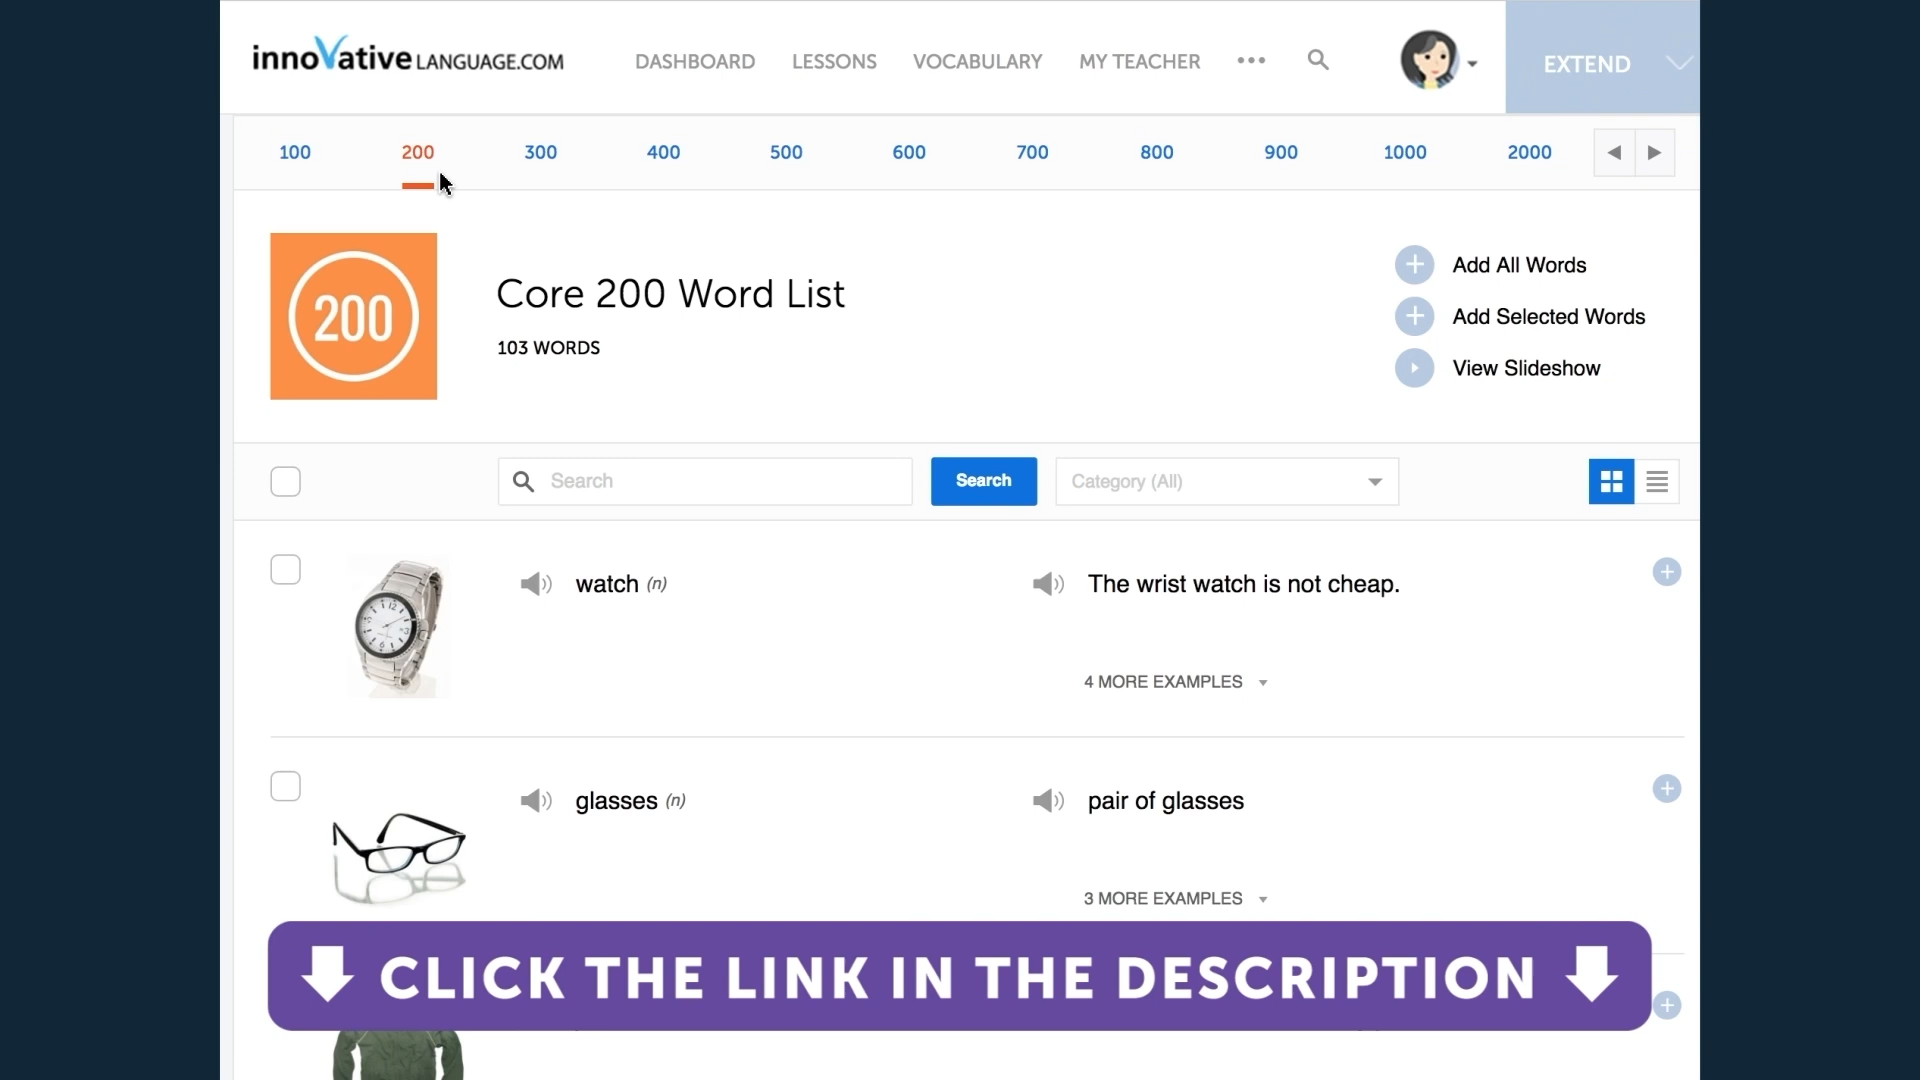 innoVative LANGUAGE.COM
DASHBOARD LESSONS VOCABULARY MY TEACHER EXTEND
100 200 300 400 500 600 700 800 900 1000 2000
200
Core 200 Word List
103 WORDS
Add All Words
Add Selected Words
View Slideshow
Search Search Category (All)
watch (n) The wrist watch is not cheap.
4 MORE EXAMPLES
glasses (n) pair of glasses
3 MORE EXAMPLES
CLICK THE LINK IN THE DESCRIPTION